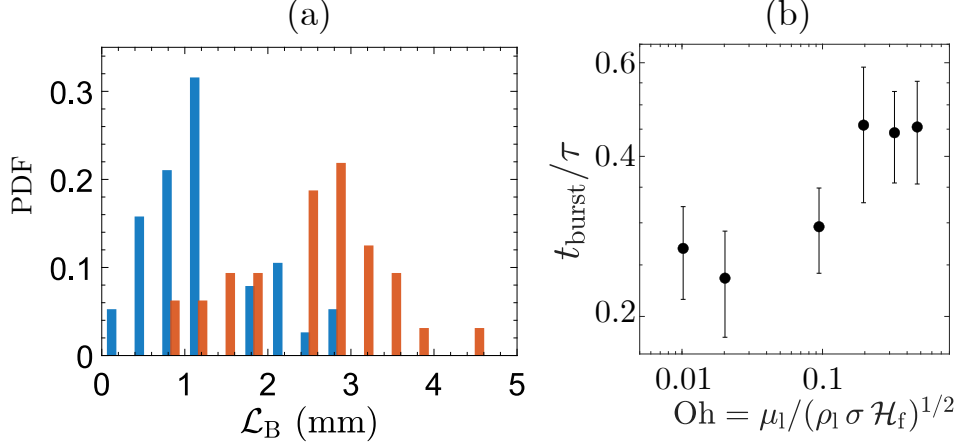 (a)
PDF
0.3
0.2
0.1
0
0 1 2 3 4 5
ℒ_B (mm)
(b)
t_burst/τ
0.6
0.4
0.2
0.01 0.1
Oh = μ_l/(ρ_l σ ℋ_f)^{1/2}